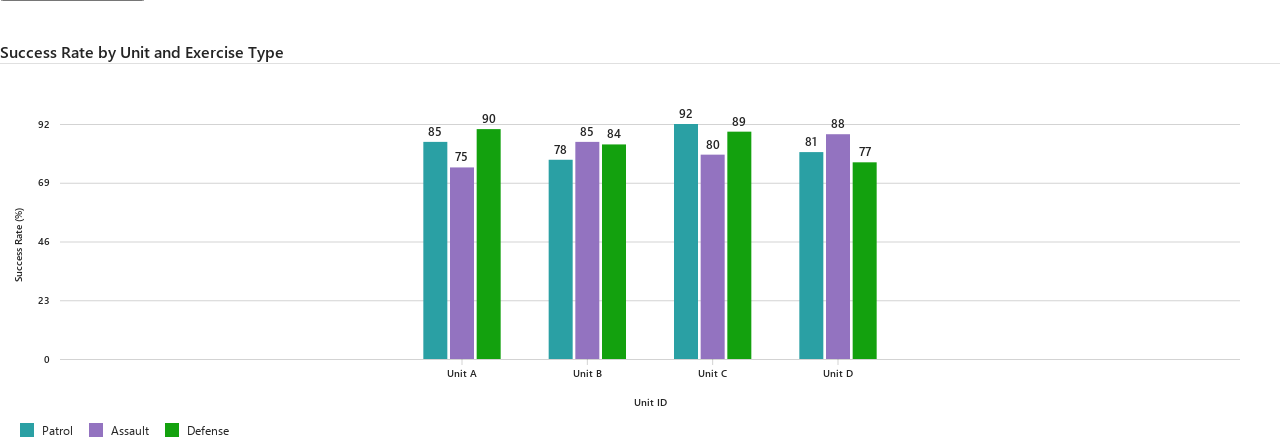 Success Rate by Unit and Exercise Type
92
69
46
23
0
Success Rate (%)
85
75
90
78
85
84
92
80
89
81
88
77
Unit A
Unit B
Unit C
Unit D
Unit ID
Patrol
Assault
Defense